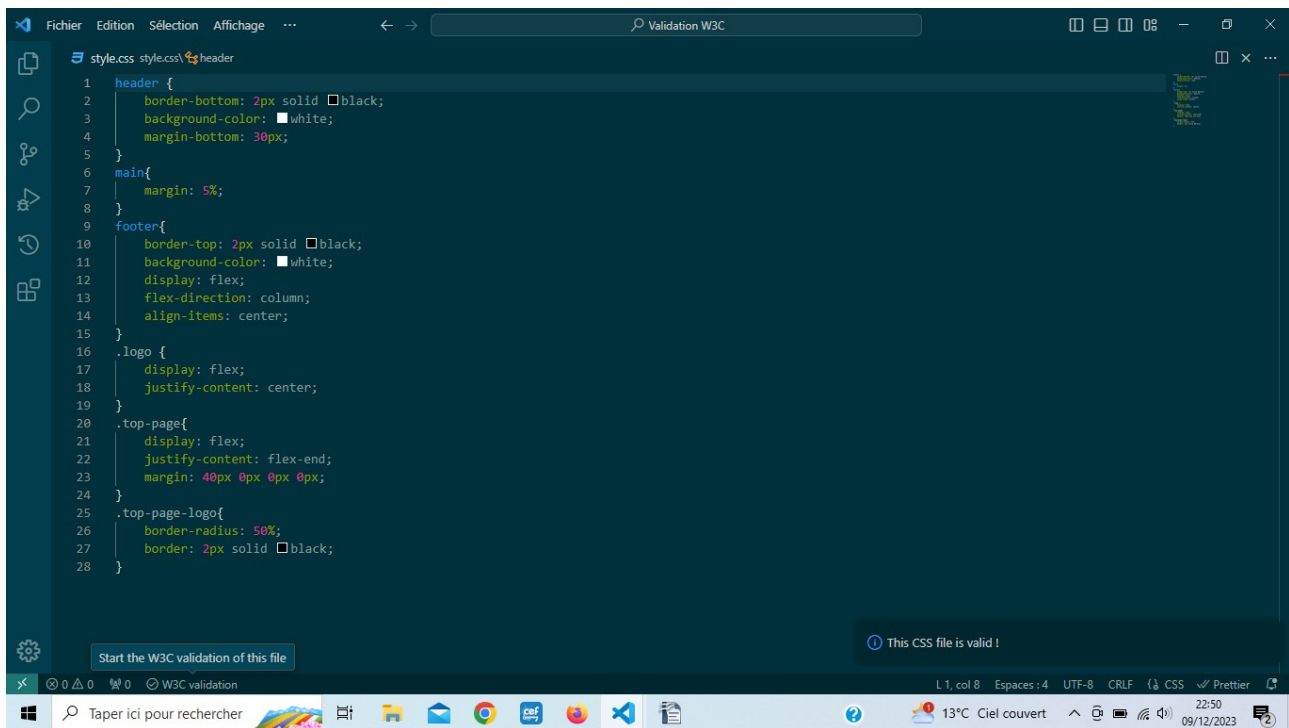 Fichier Edition Sélection Affichage ··· Validation W3C
style.css style.css\ header
1 header {
2 border-bottom: 2px solid black;
3 background-color: white;
4 margin-bottom: 30px;
5 }
6 main{
7 margin: 5%;
8 }
9 footer{
10 border-top: 2px solid black;
11 background-color: white;
12 display: flex;
13 flex-direction: column;
14 align-items: center;
15 }
16 .logo {
17 display: flex;
18 justify-content: center;
19 }
20 .top-page{
21 display: flex;
22 justify-content: flex-end;
23 margin: 40px 0px 0px 0px;
24 }
25 .top-page-logo{
26 border-radius: 50%;
27 border: 2px solid black;
28 }
This CSS file is valid !
Start the W3C validation of this file
0 0 0 W3C validation L 1, col 8 Espaces : 4 UTF-8 CRLF CSS Prettier
Taper ici pour rechercher cef 13°C Ciel couvert 22:50
09/12/2023 2